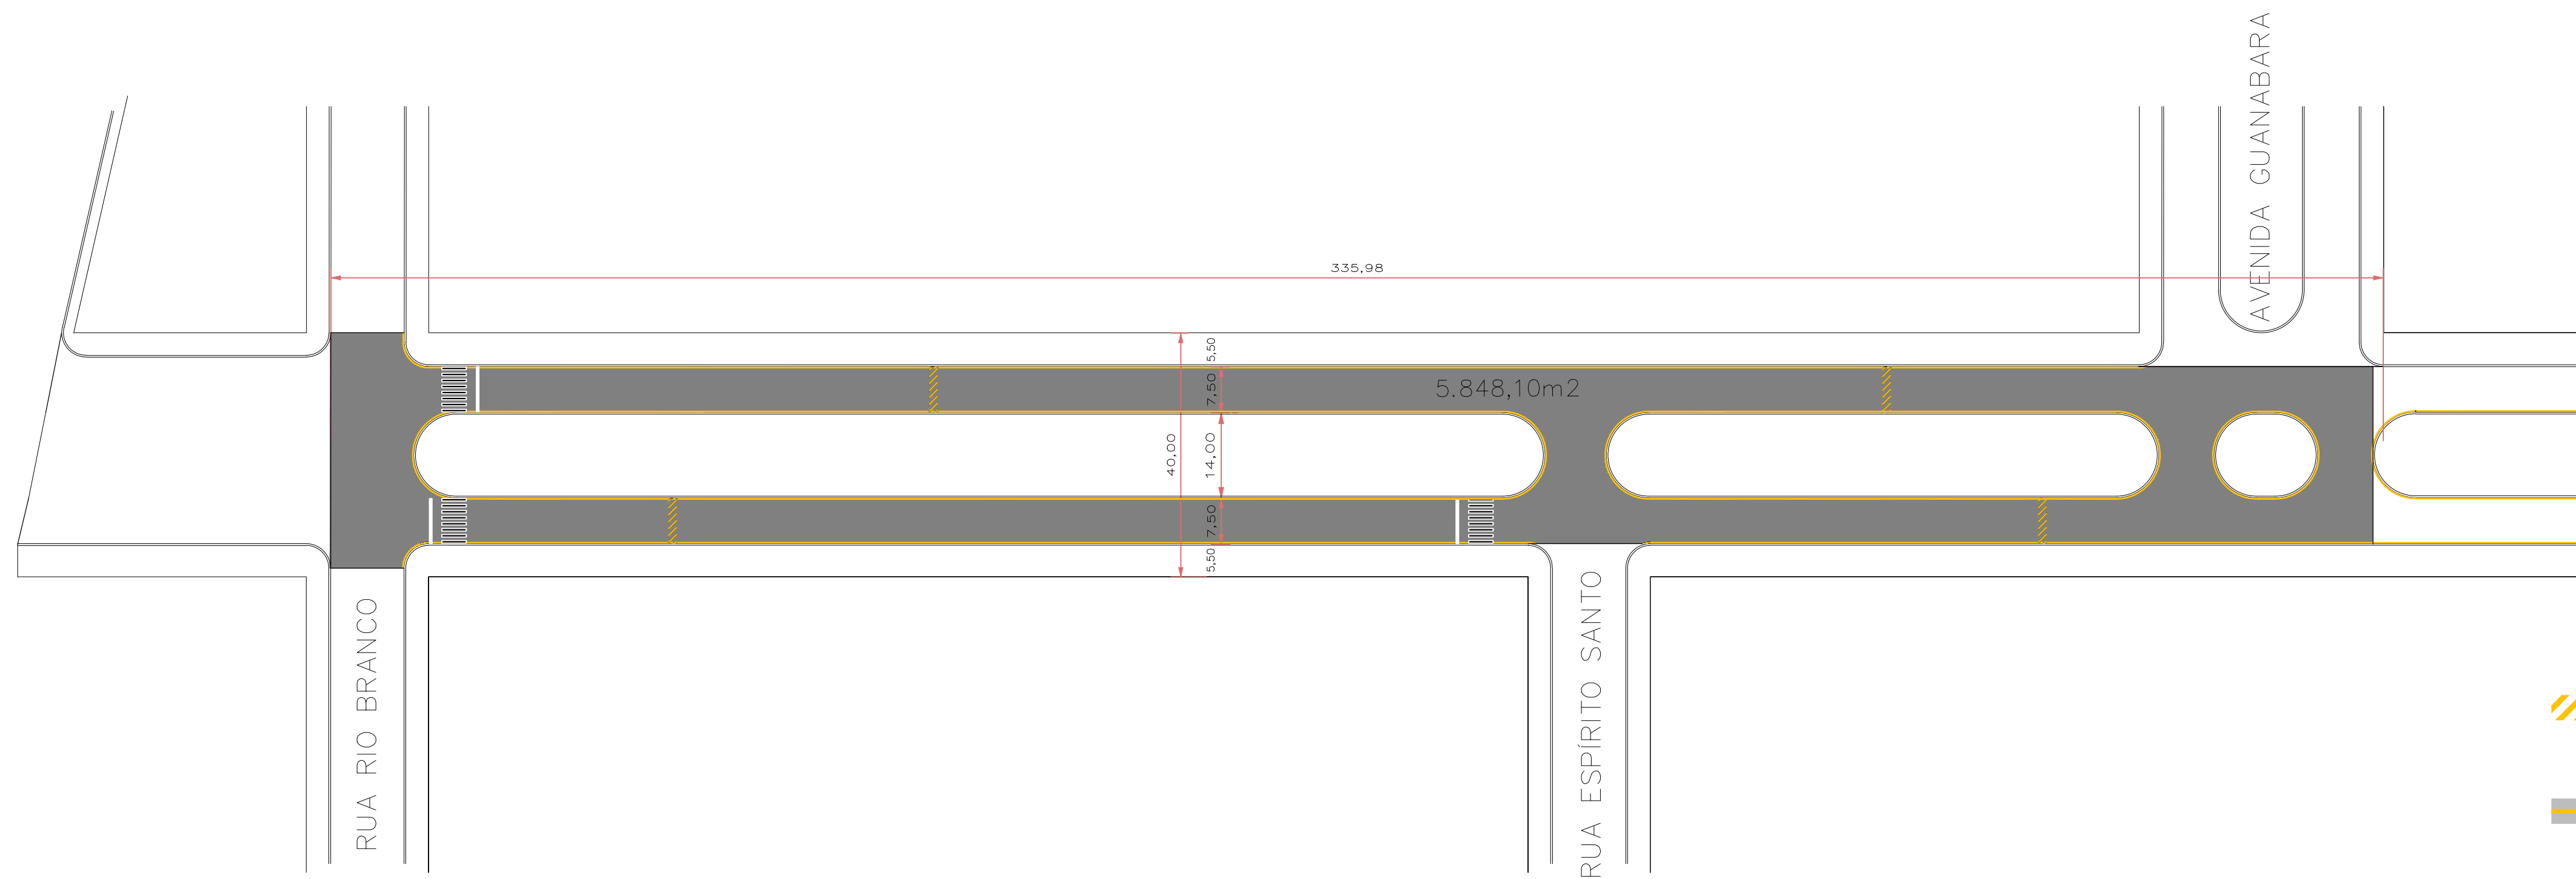 AVENIDA GUANABARA
335,98
5,50
7,50
5.848,10m2
40,00
14,00
7,50
5,50
RUA RIO BRANCO
RUA ESPÍRITO SANTO